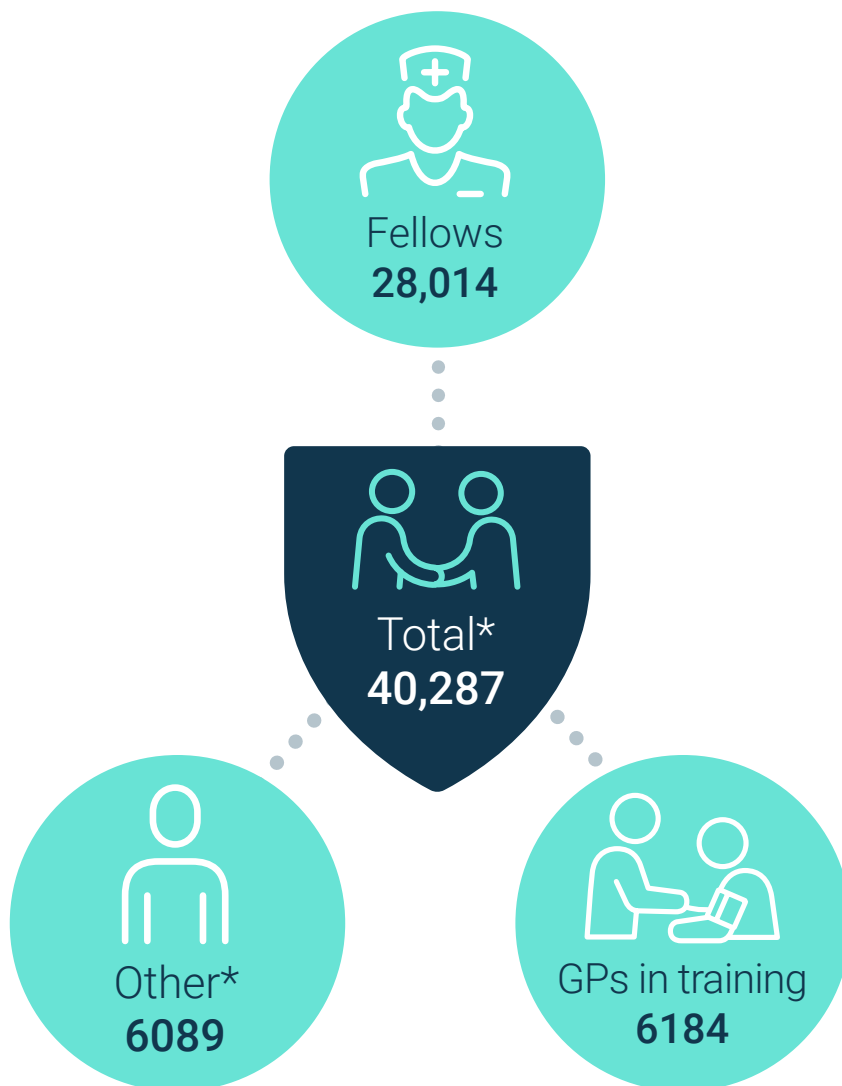 Fellows
28,014
Total*
40,287
Other*
6089
GPs in training
6184